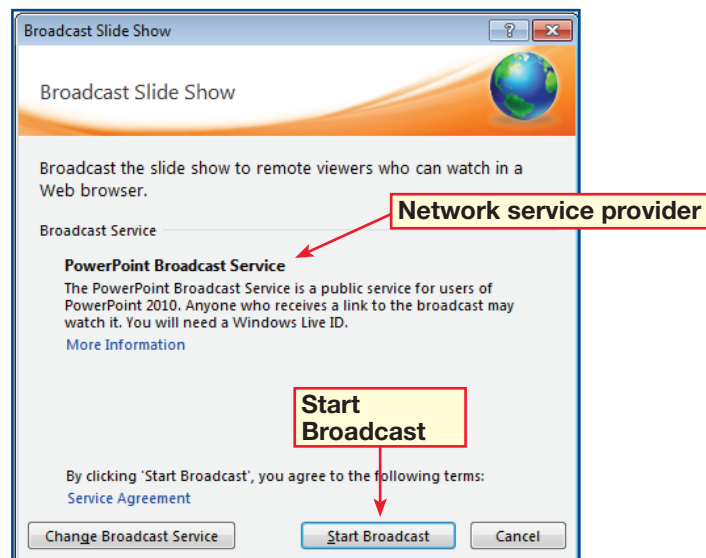 Broadcast Slide Show
Broadcast Slide Show
Broadcast the slide show to remote viewers who can watch in a
Web browser.
Network service provider
Broadcast Service
PowerPoint Broadcast Service
The PowerPoint Broadcast Service is a public service for users of
PowerPoint 2010. Anyone who receives a link to the broadcast may
watch it. You will need a Windows Live ID.
More Information
Start
Broadcast
By clicking 'Start Broadcast', you agree to the following terms:
Service Agreement
Change Broadcast Service
Start Broadcast
Cancel